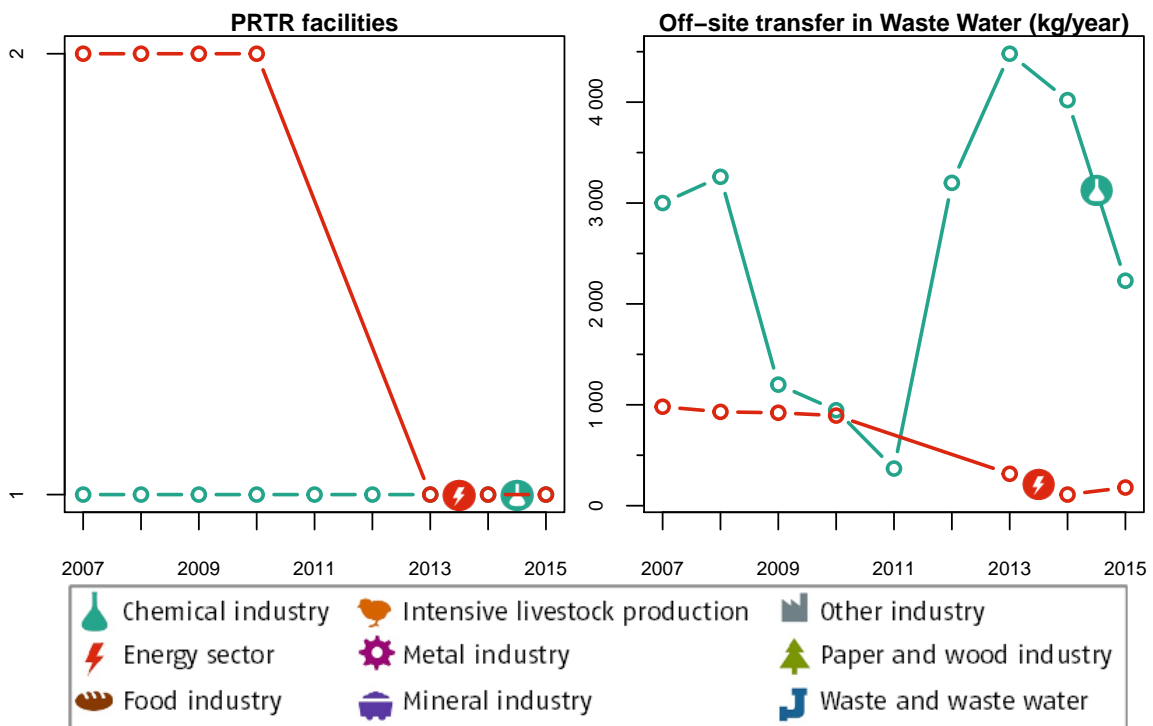 PRTR facilities
2
1
2007 2009 2011 2013 2015
Off−site transfer in Waste Water (kg/year)
4 000
3 000
2 000
1 000
0
2007 2009 2011 2013 2015
Chemical industry Intensive livestock production Other industry
Energy sector Metal industry Paper and wood industry
Food industry Mineral industry Waste and waste water